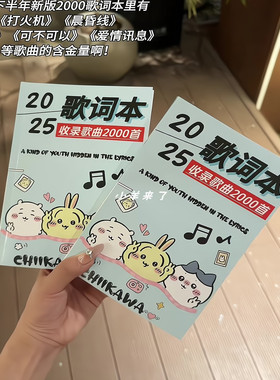 下半年新版2000歌词本里有
《打火机》《晨昏线》
《可不可以》《爱情讯息》
等歌曲的含金量啊!
20
25
歌词本
收录歌曲2000首
A KIND OF YOUTH HIDDEN IN THE LYRICS
CHIIKAWA
20
25
歌词本
收录歌曲2000首
A KIND OF YOUTH HIDDEN IN THE LYRICS
CHIIKAWA